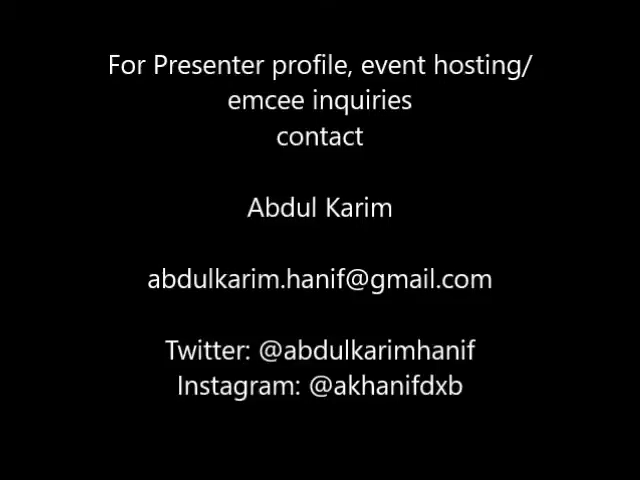 For Presenter profile, event hosting/
emcee inquiries
contact
Abdul Karim
abdulkarim.hanif@gmail.com
Twitter: @abdulkarimhanif
Instagram: @akhanifdxb